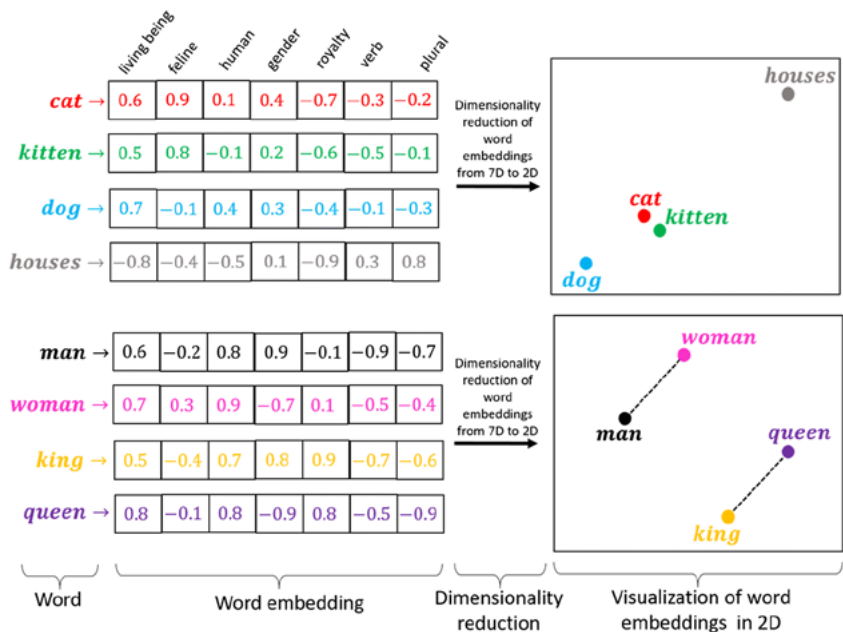 living being feline human gender royalty verb plural
cat → 0.6 0.9 0.1 0.4 −0.7 −0.3 −0.2
kitten → 0.5 0.8 −0.1 0.2 −0.6 −0.5 −0.1
dog → 0.7 −0.1 0.4 0.3 −0.4 −0.1 −0.3
houses → −0.8 −0.4 −0.5 0.1 −0.9 0.3 0.8
Dimensionality
reduction of
word
embeddings
from 7D to 2D
houses
cat
kitten
dog
man → 0.6 −0.2 0.8 0.9 −0.1 −0.9 −0.7
woman → 0.7 0.3 0.9 −0.7 0.1 −0.5 −0.4
king → 0.5 −0.4 0.7 0.8 0.9 −0.7 −0.6
queen → 0.8 −0.1 0.8 −0.9 0.8 −0.5 −0.9
Dimensionality
reduction of
word
embeddings
from 7D to 2D
woman
man
queen
king
Word
Word embedding
Dimensionality
reduction
Visualization of word
embeddings in 2D